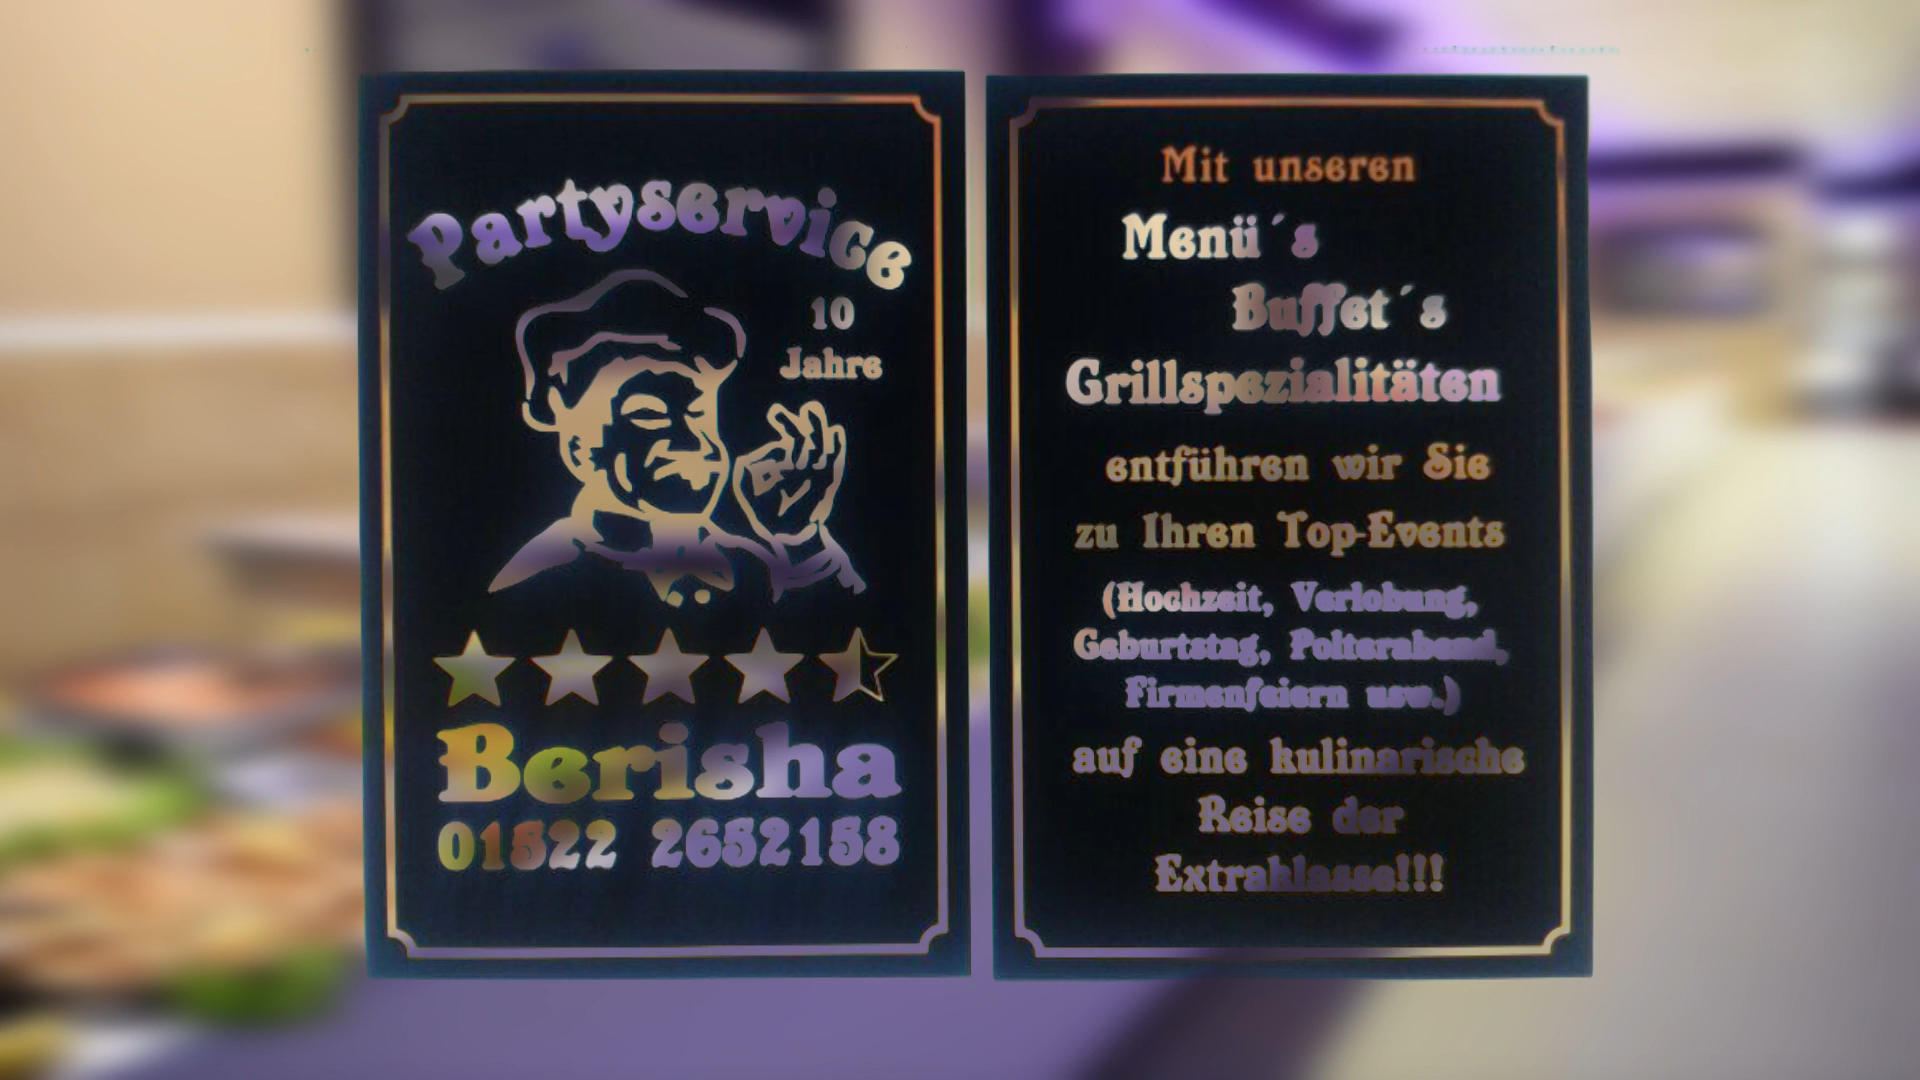 Partyservice
10
Jahre
Berisha
01522 2652158
Mit unseren
Menü´s
Buffet´s
Grillspezialitäten
entführen wir Sie
zu Ihren Top-Events
(Hochzeit, Verlobung,
Geburtstag, Polterabend,
Firmenfeiern usw.)
auf eine kulinarische
Reise der
Extraklasse!!!